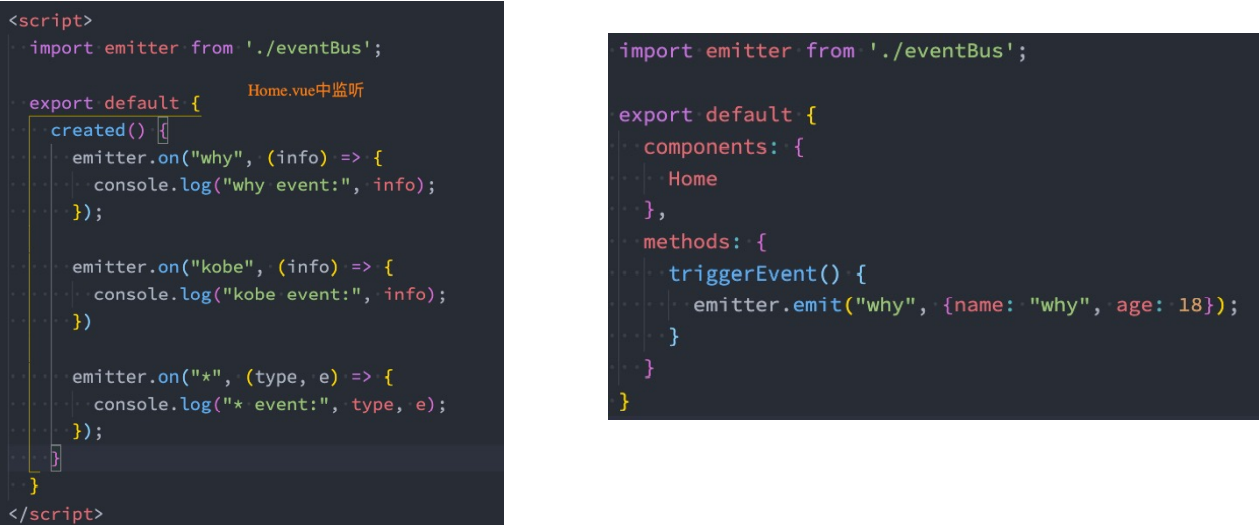 <script>
import emitter from './eventBus';
Home.vue中监听
export default {
created() {
emitter.on("why", (info) => {
console.log("why event:", info);
});
emitter.on("kobe", (info) => {
console.log("kobe event:", info);
})
emitter.on("*", (type, e) => {
console.log("* event:", type, e);
});
}
}
</script>
import emitter from './eventBus';
export default {
components: {
Home
},
methods: {
triggerEvent() {
emitter.emit("why", {name: "why", age: 18});
}
}
}